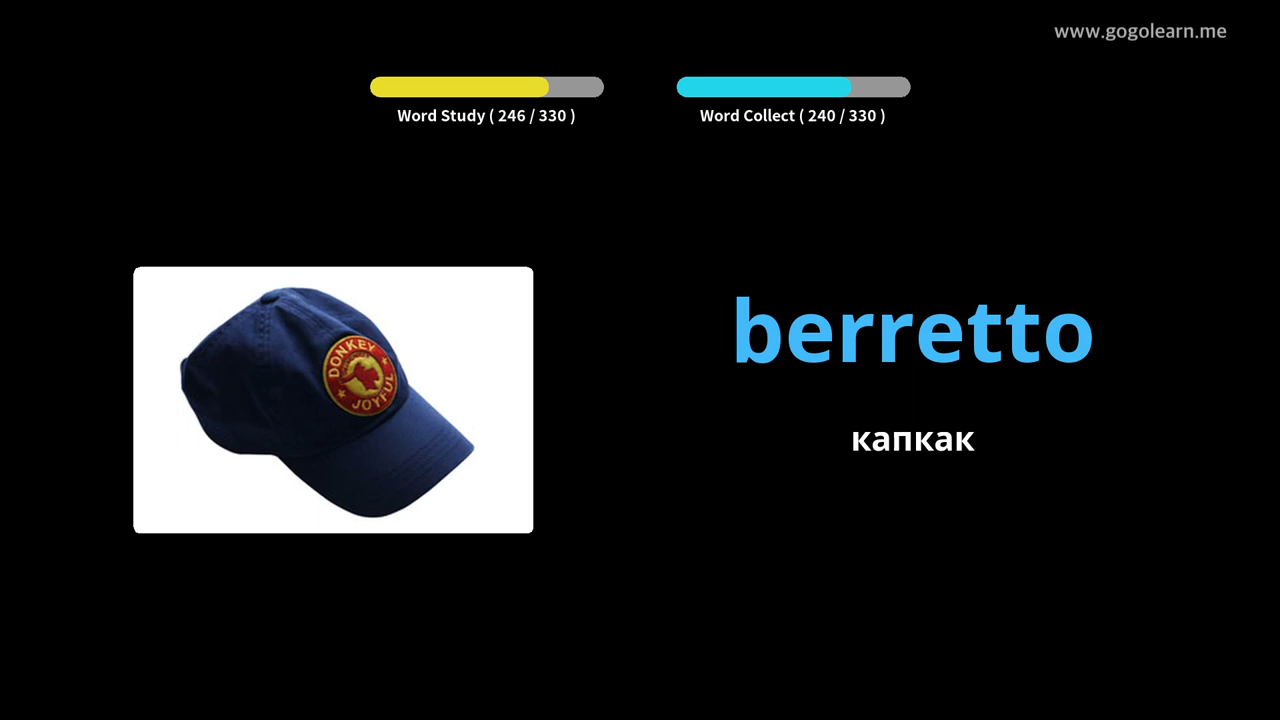 www.gogolearn.me
Word Study ( 246 / 330 )
Word Collect ( 240 / 330 )
DONKEY
JOYFUL
berretto
капкак